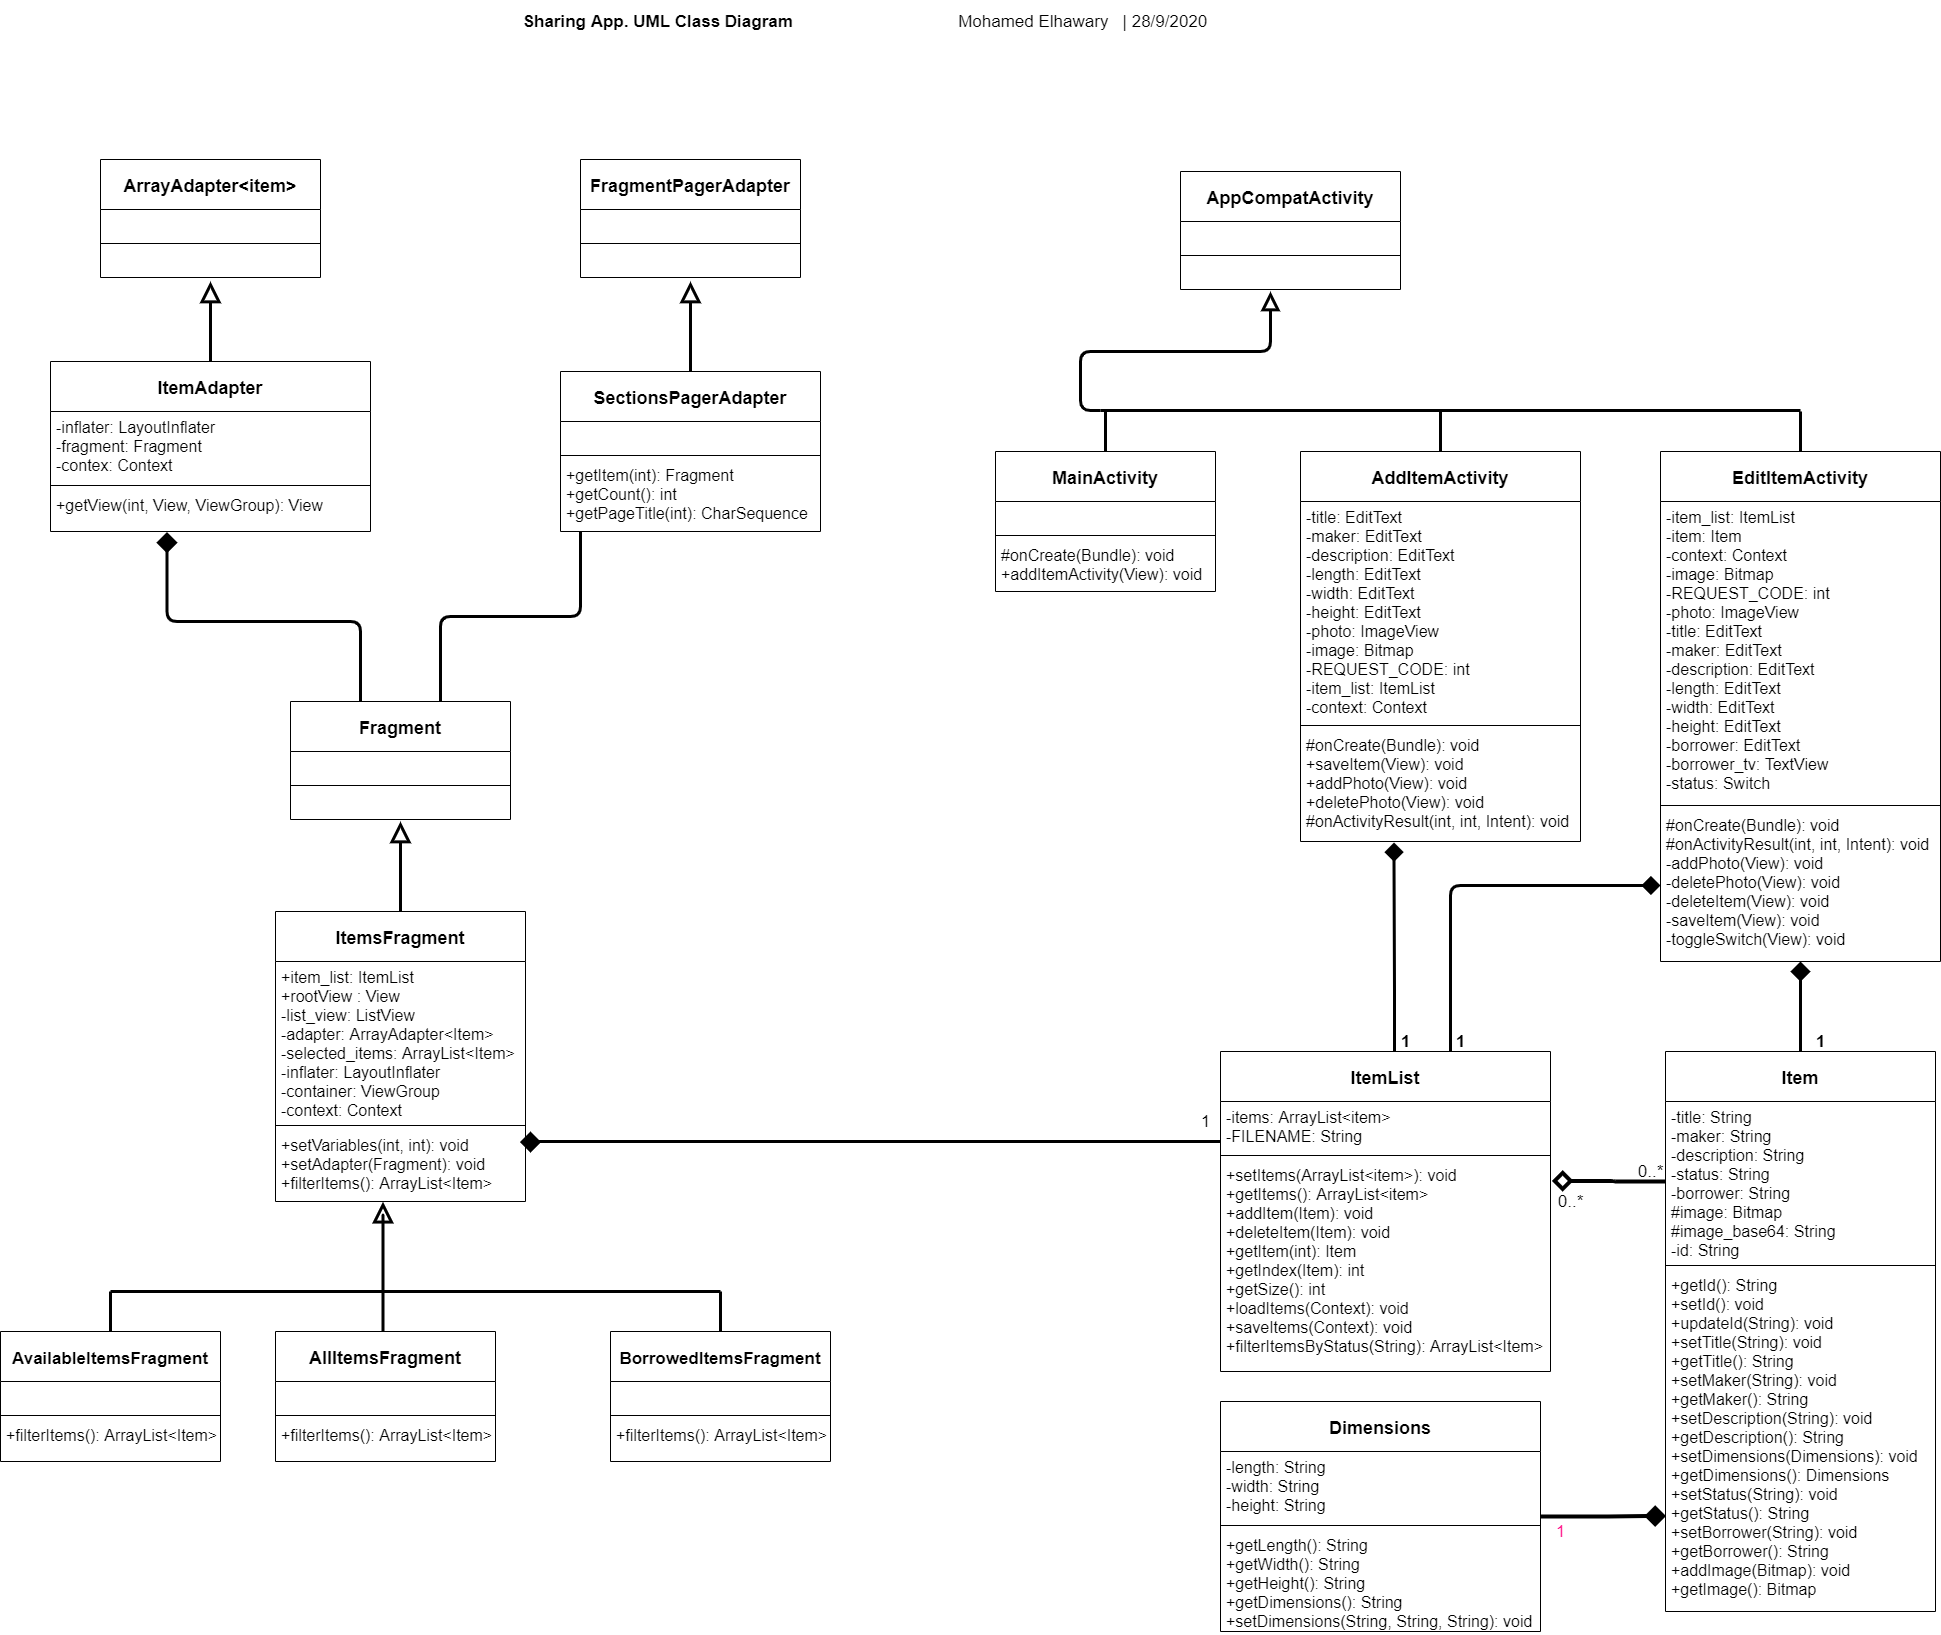 Sharing App. UML Class Diagram
Mohamed Elhawary | 28/9/2020
ArrayAdapter<item>
FragmentPagerAdapter
AppCompatActivity
ItemAdapter
-inflater: LayoutInflater
-fragment: Fragment
-contex: Context
+getView(int, View, ViewGroup): View
SectionsPagerAdapter
+getItem(int): Fragment
+getCount(): int
+getPageTitle(int): CharSequence
MainActivity
#onCreate(Bundle): void
+addItemActivity(View): void
AddItemActivity
-title: EditText
-maker: EditText
-description: EditText
-length: EditText
-width: EditText
-height: EditText
-photo: ImageView
-image: Bitmap
-REQUEST_CODE: int
-item_list: ItemList
-context: Context
#onCreate(Bundle): void
+saveItem(View): void
+addPhoto(View): void
+deletePhoto(View): void
#onActivityResult(int, int, Intent): void
EditItemActivity
-item_list: ItemList
-item: Item
-context: Context
-image: Bitmap
-REQUEST_CODE: int
-photo: ImageView
-title: EditText
-maker: EditText
-description: EditText
-length: EditText
-width: EditText
-height: EditText
-borrower: EditText
-borrower_tv: TextView
-status: Switch
#onCreate(Bundle): void
#onActivityResult(int, int, Intent): void
-addPhoto(View): void
-deletePhoto(View): void
-deleteItem(View): void
-saveItem(View): void
-toggleSwitch(View): void
Fragment
ItemsFragment
+item_list: ItemList
+rootView : View
-list_view: ListView
-adapter: ArrayAdapter<Item>
-selected_items: ArrayList<Item>
-inflater: LayoutInflater
-container: ViewGroup
-context: Context
+setVariables(int, int): void
+setAdapter(Fragment): void
+filterItems(): ArrayList<Item>
1
1
1
1
ItemList
-items: ArrayList<item>
-FILENAME: String
+setItems(ArrayList<item>): void
+getItems(): ArrayList<item>
+addItem(Item): void
+deleteItem(Item): void
+getItem(int): Item
+getIndex(Item): int
+getSize(): int
+loadItems(Context): void
+saveItems(Context): void
+filterItemsByStatus(String): ArrayList<Item>
0..*
0..*
Item
-title: String
-maker: String
-description: String
-status: String
-borrower: String
#image: Bitmap
#image_base64: String
-id: String
+getId(): String
+setId(): void
+updateId(String): void
+setTitle(String): void
+getTitle(): String
+setMaker(String): void
+getMaker(): String
+setDescription(String): void
+getDescription(): String
+setDimensions(Dimensions): void
+getDimensions(): Dimensions
+setStatus(String): void
+getStatus(): String
+setBorrower(String): void
+getBorrower(): String
+addImage(Bitmap): void
+getImage(): Bitmap
AvailableItemsFragment
+filterItems(): ArrayList<Item>
AllItemsFragment
+filterItems(): ArrayList<Item>
BorrowedItemsFragment
+filterItems(): ArrayList<Item>
Dimensions
-length: String
-width: String
-height: String
+getLength(): String
+getWidth(): String
+getHeight(): String
+getDimensions(): String
+setDimensions(String, String, String): void
1